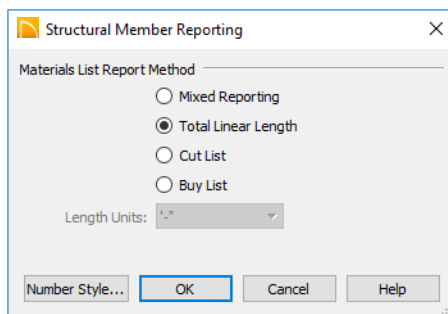 Structural Member Reporting
Materials List Report Method
Mixed Reporting
Total Linear Length
Cut List
Buy List
Length Units: '-"
Number Style... OK Cancel Help